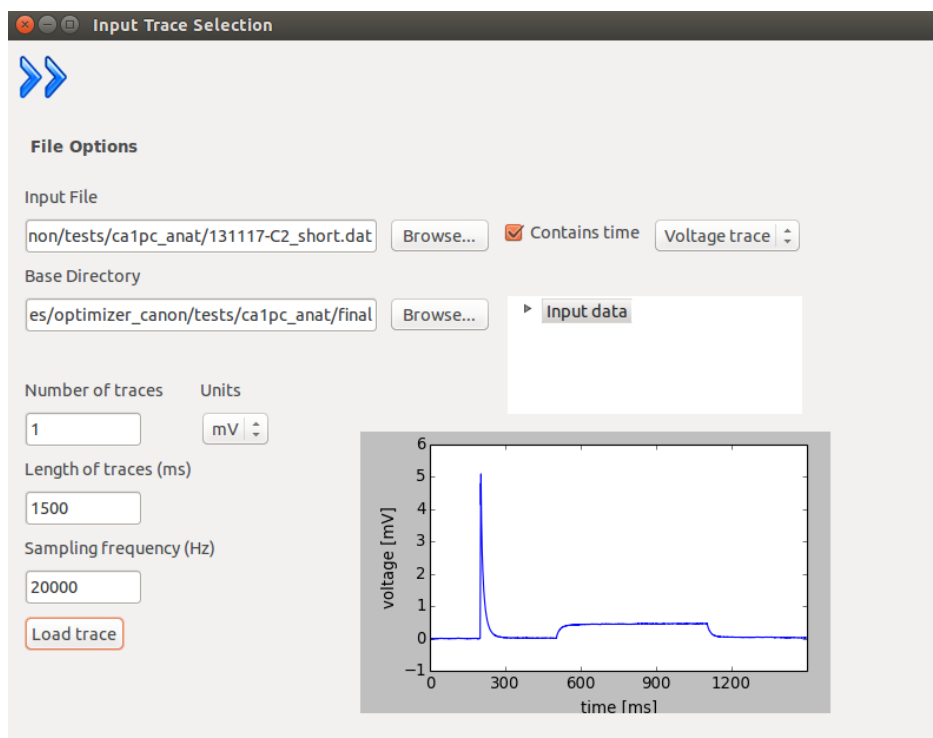 Input Trace Selection
File Options
Input File
non/tests/ca1pc_anat/131117-C2_short.dat Browse... Contains time Voltage trace
Base Directory
es/optimizer_canon/tests/ca1pc_anat/final Browse... Input data
Number of traces Units
1 mV
Length of traces (ms)
1500
Sampling frequency (Hz)
20000
Load trace
voltage [mV]
6
5
4
3
2
1
0
−1
0 300 600 900 1200
time [ms]